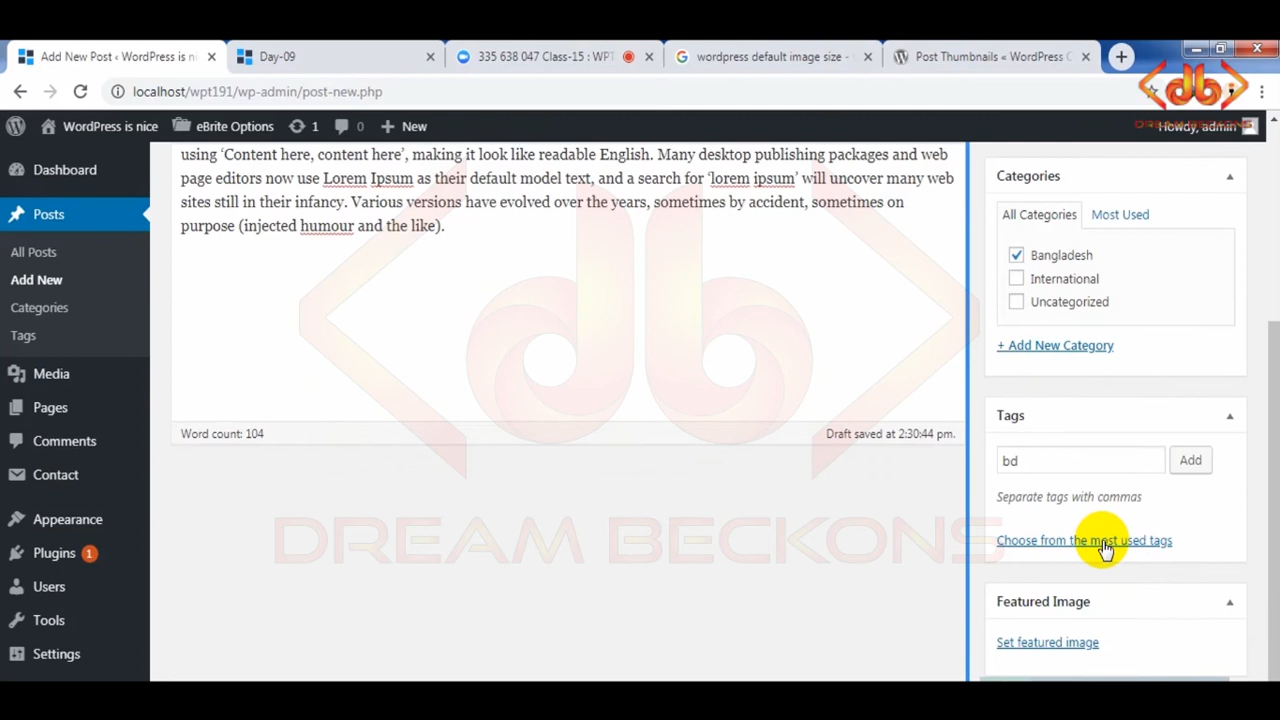 Add New Post ‹ WordPress is ni
Day-09
335 638 047 Class-15 : WPT
wordpress default image size -
Post Thumbnails « WordPress C
localhost/wpt191/wp-admin/post-new.php
WordPress is nice
eBrite Options
1
0
New
Howdy, admin
DREAM BECKONS
Dashboard
Posts
All Posts
Add New
Categories
Tags
Media
Pages
Comments
Contact
Appearance
Plugins 1
Users
Tools
Settings
using ‘Content here, content here’, making it look like readable English. Many desktop publishing packages and web
page editors now use Lorem Ipsum as their default model text, and a search for ‘lorem ipsum’ will uncover many web
sites still in their infancy. Various versions have evolved over the years, sometimes by accident, sometimes on
purpose (injected humour and the like).
Word count: 104
Draft saved at 2:30:44 pm.
DREAM BECKONS
Categories
All Categories
Most Used
Bangladesh
International
Uncategorized
+ Add New Category
Tags
bd
Add
Separate tags with commas
Choose from the most used tags
Featured Image
Set featured image